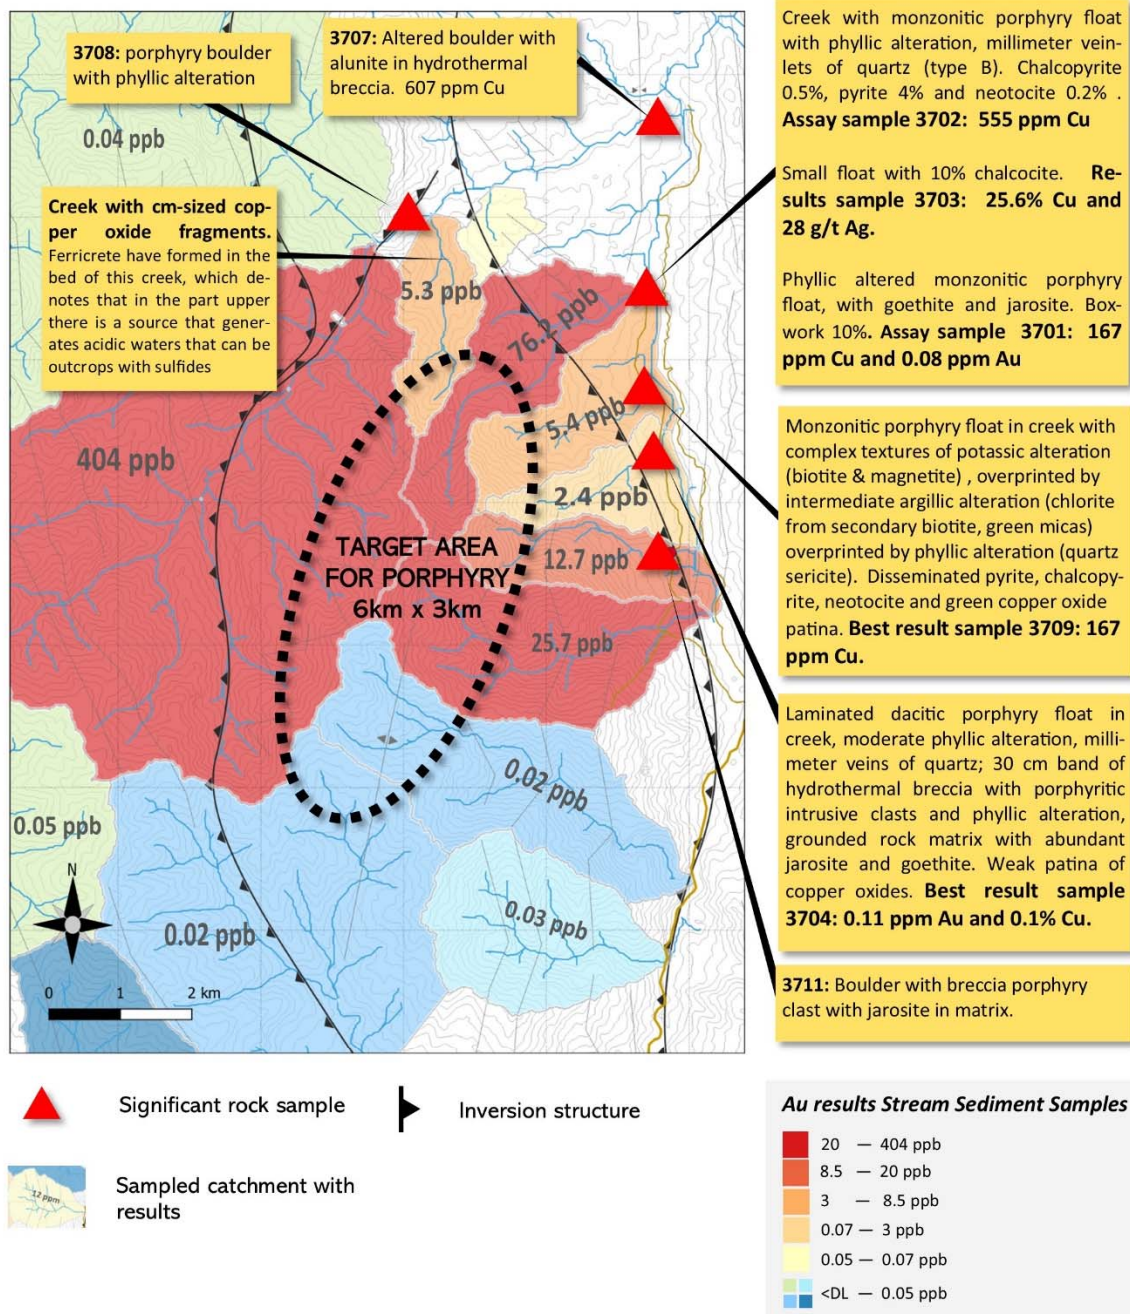 3708: porphyry boulder
with phyllic alteration
3707: Altered boulder with
alunite in hydrothermal
breccia.  607 ppm Cu
Creek with monzonitic porphyry float
with phyllic alteration, millimeter vein-
lets of quartz (type B). Chalcopyrite
0.5%, pyrite 4% and neotocite 0.2% .
Assay sample 3702:  555 ppm Cu
Small float with 10% chalcocite.  Re-
sults sample 3703:  25.6% Cu and
28 g/t Ag.
Phyllic altered monzonitic porphyry
float, with goethite and jarosite. Box-
work 10%. Assay sample 3701: 167
ppm Cu and 0.08 ppm Au
0.04 ppb
Creek with cm-sized cop-
per oxide fragments.
Ferricrete have formed in the
bed of this creek, which de-
notes that in the part upper
there is a source that gener-
ates acidic waters that can be
outcrops with sulfides
5.3 ppb
76.2 ppb
404 ppb
5.4 ppb
2.4 ppb
12.7 ppb
25.7 ppb
TARGET AREA
FOR PORPHYRY
6km x 3km
Monzonitic porphyry float in creek with
complex textures of potassic alteration
(biotite & magnetite) , overprinted by
intermediate argillic alteration (chlorite
from secondary biotite, green micas)
overprinted by phyllic alteration (quartz
sericite).  Disseminated pyrite, chalcopy-
rite, neotocite and green copper oxide
patina. Best result sample 3709: 167
ppm Cu.
Laminated dacitic porphyry float in
creek, moderate phyllic alteration, milli-
meter veins of quartz; 30 cm band of
hydrothermal breccia with porphyritic
intrusive clasts and phyllic alteration,
grounded rock matrix with abundant
jarosite and goethite. Weak patina of
copper oxides. Best result sample
3704: 0.11 ppm Au and 0.1% Cu.
3711: Boulder with breccia porphyry
clast with jarosite in matrix.
0.05 ppb
0.02 ppb
0.03 ppb
0.02 ppb
N
0 1 2 km
Significant rock sample
Inversion structure
12 ppm
Sampled catchment with
results
Au results Stream Sediment Samples
20 — 404 ppb
8.5 — 20 ppb
3 — 8.5 ppb
0.07 — 3 ppb
0.05 — 0.07 ppb
<DL — 0.05 ppb